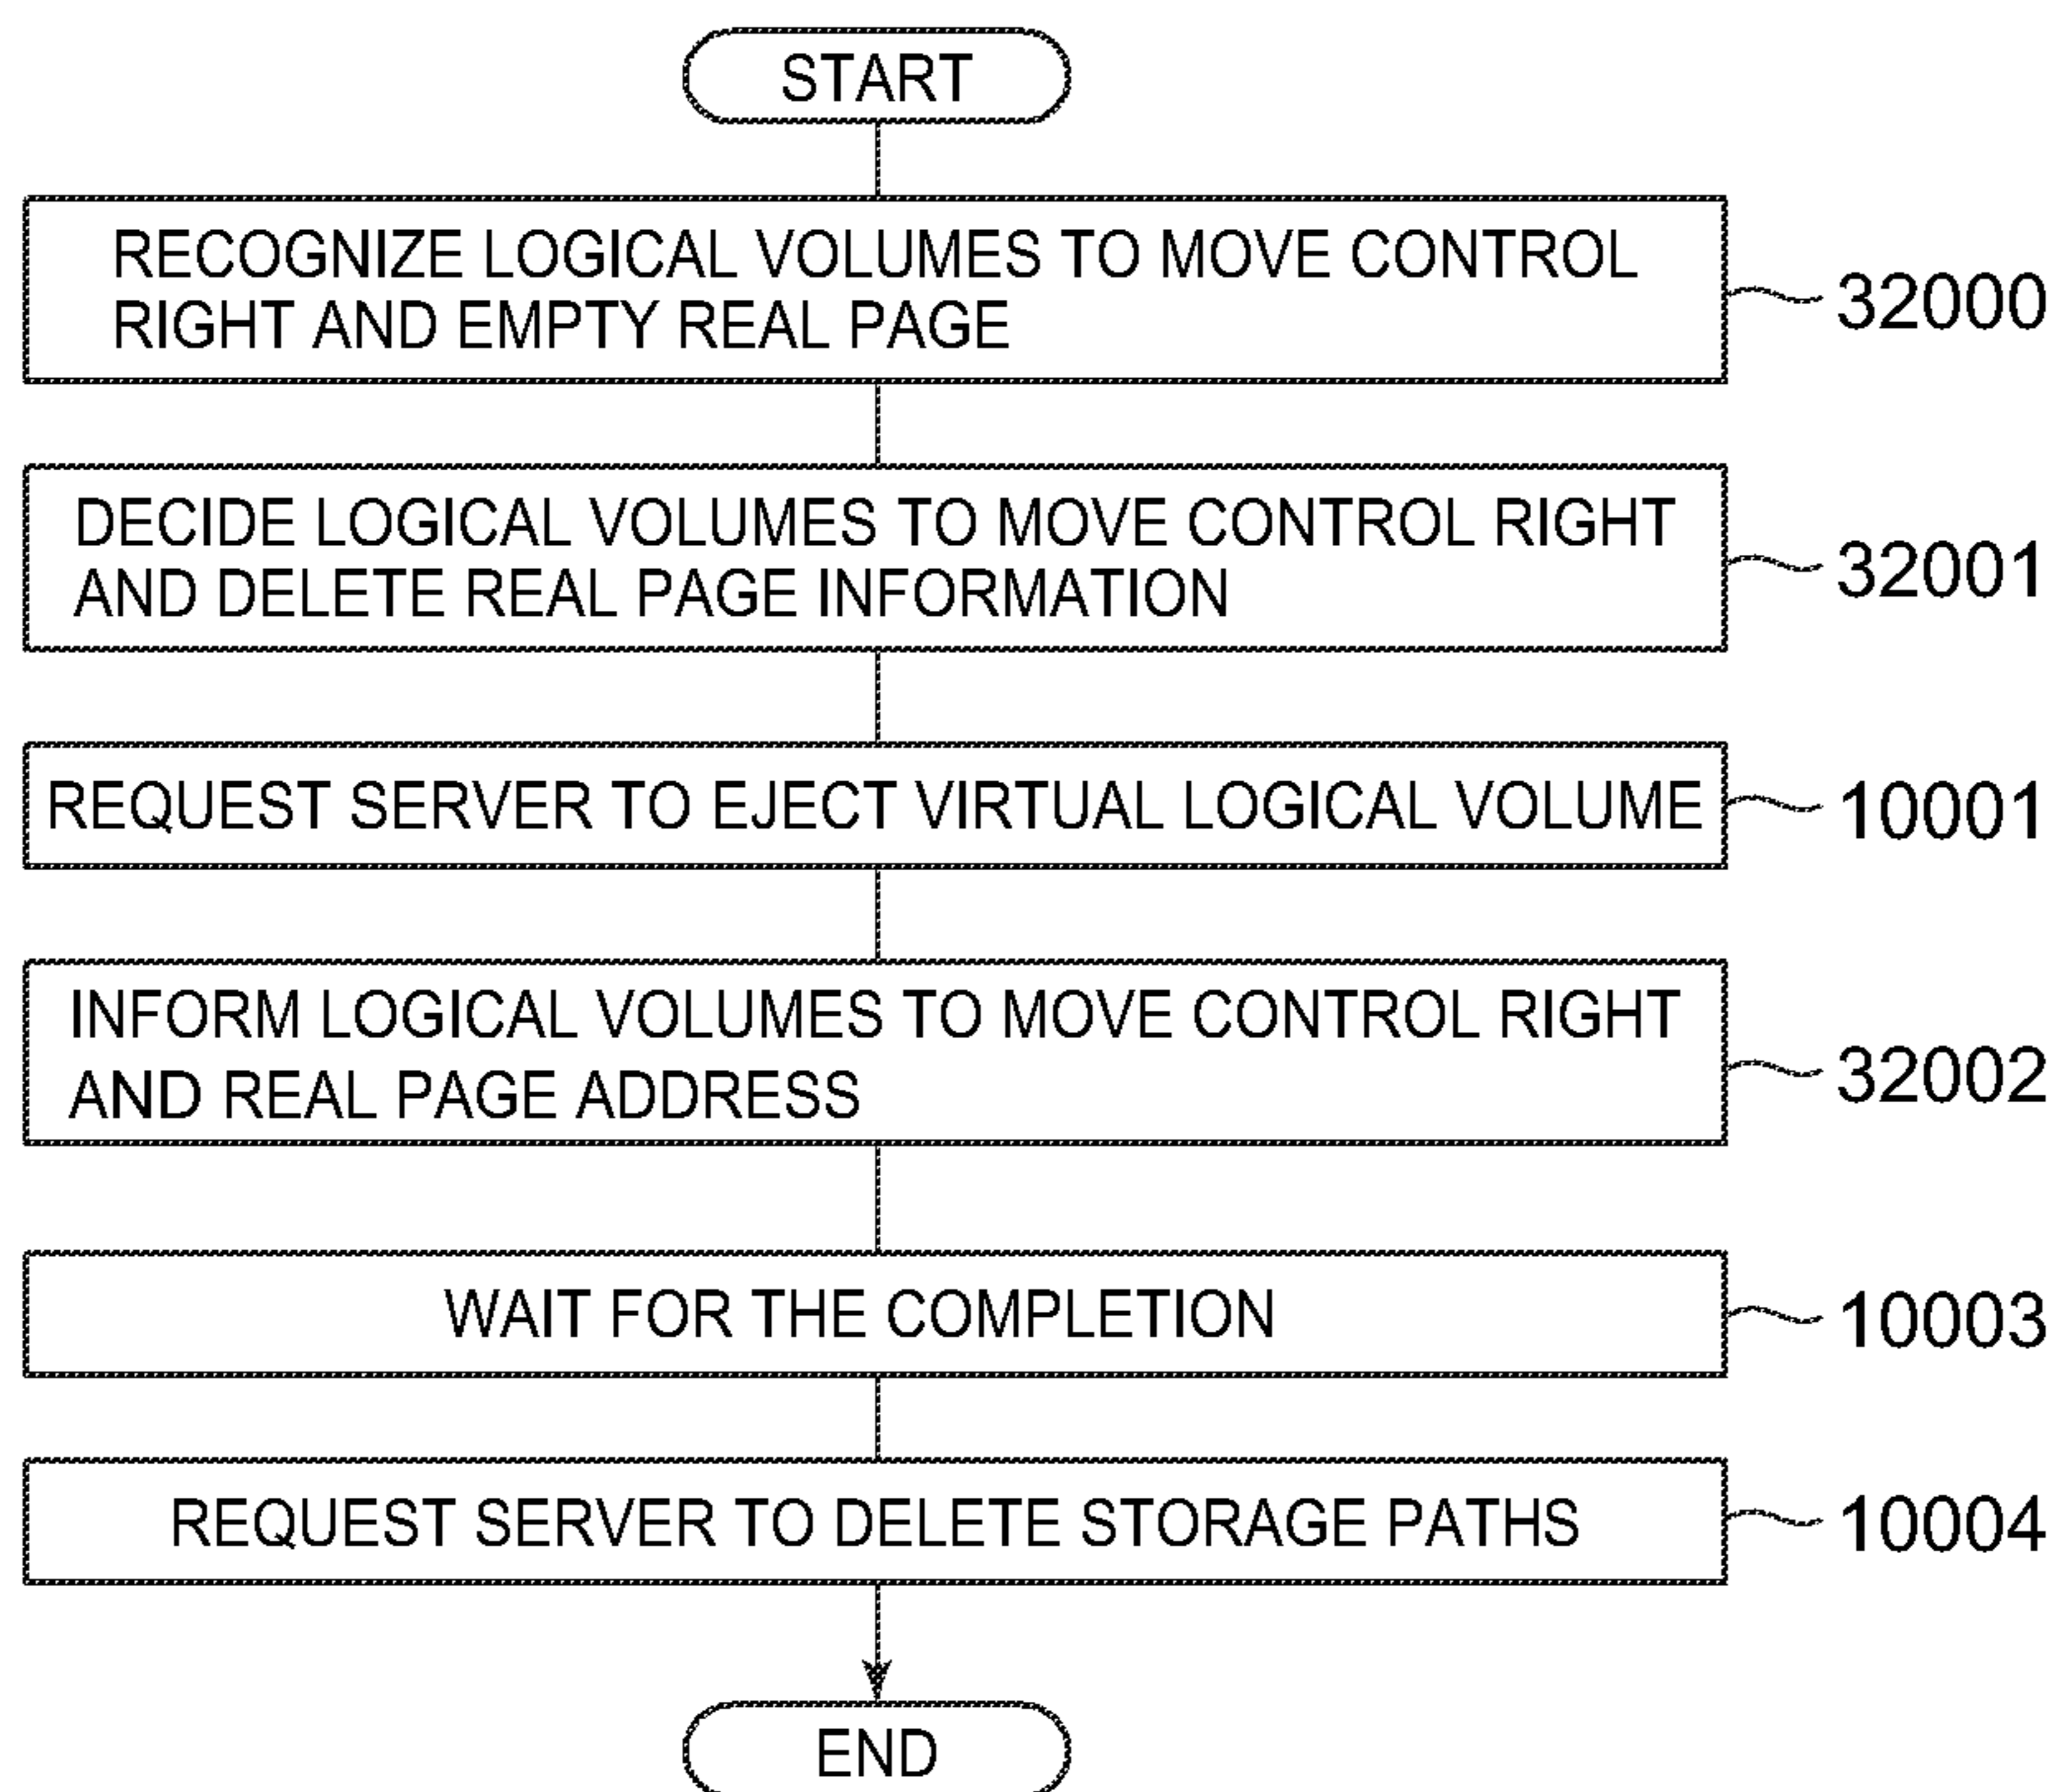 START
RECOGNIZE LOGICAL VOLUMES TO MOVE CONTROL
RIGHT AND EMPTY REAL PAGE
32000
DECIDE LOGICAL VOLUMES TO MOVE CONTROL RIGHT
AND DELETE REAL PAGE INFORMATION
32001
REQUEST SERVER TO EJECT VIRTUAL LOGICAL VOLUME
10001
INFORM LOGICAL VOLUMES TO MOVE CONTROL RIGHT
AND REAL PAGE ADDRESS
32002
WAIT FOR THE COMPLETION
10003
REQUEST SERVER TO DELETE STORAGE PATHS
10004
END